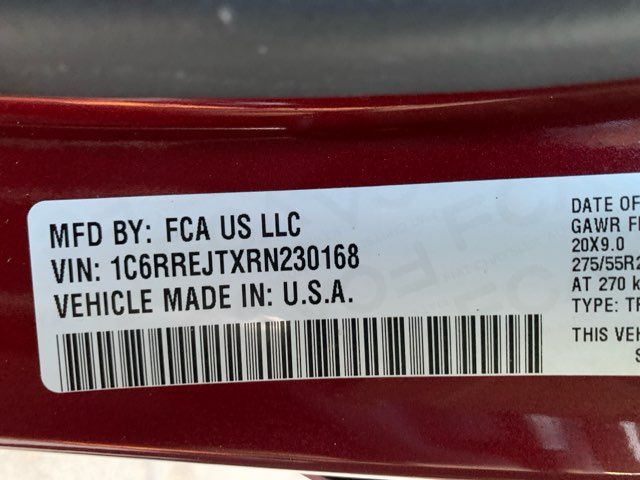 MFD BY: FCA US LLC
VIN: 1C6RREJTXRN230168
VEHICLE MADE IN: U.S.A.
DATE OF
GAWR
20X9.0
275/55R2
AT 270
TYPE:
THIS